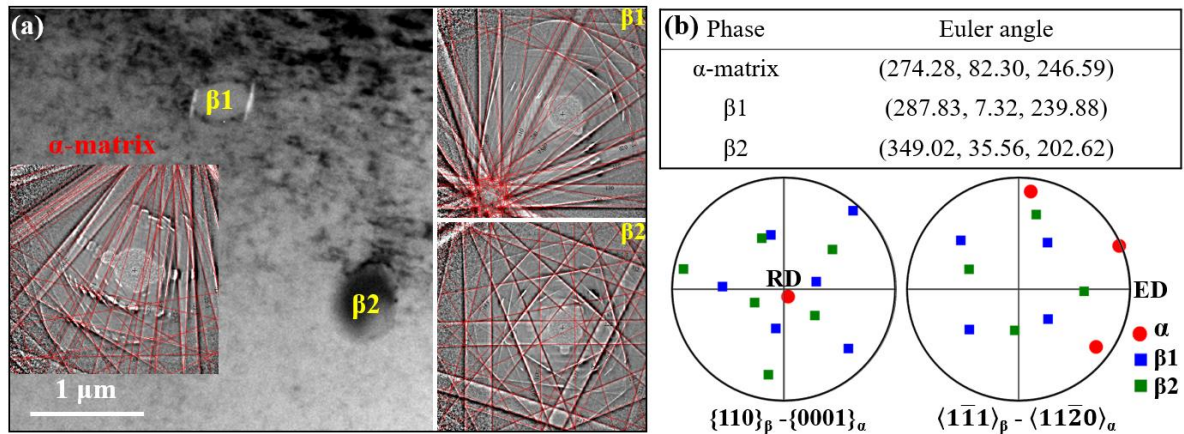 (a)
β1
β2
α-matrix
1 μm
β1
β2
(b)
Phase Euler angle
α-matrix (274.28, 82.30, 246.59)
β1 (287.83, 7.32, 239.88)
β2 (349.02, 35.56, 202.62)
RD
ED
α
β1
β2
{110}β -{0001}α
⟨11̅1⟩β - ⟨112̅0⟩α